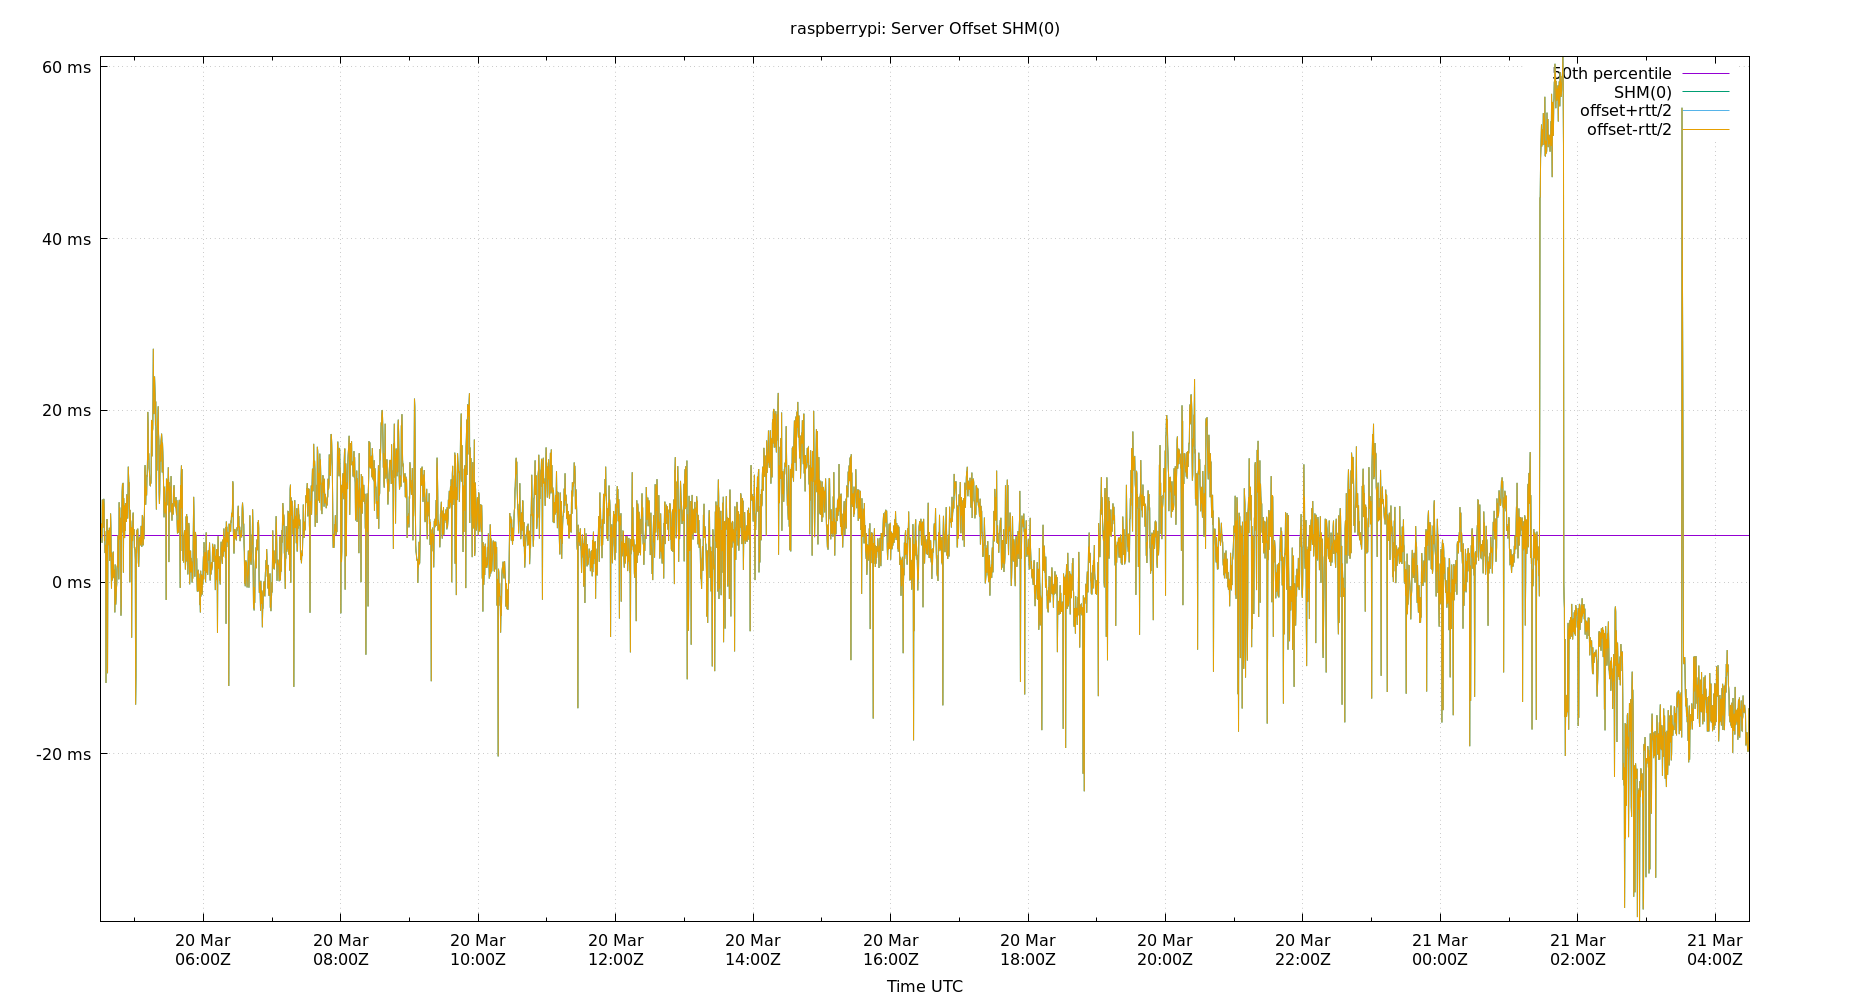 raspberrypi: Server Offset SHM(0)
60 ms
40 ms
20 ms
0 ms
-20 ms
50th percentile
SHM(0)
offset+rtt/2
offset-rtt/2
20 Mar 20 Mar 20 Mar 20 Mar 20 Mar 20 Mar 20 Mar 20 Mar 20 Mar 21 Mar 21 Mar 21 Mar
06:00Z 08:00Z 10:00Z 12:00Z 14:00Z 16:00Z 18:00Z 20:00Z 22:00Z 00:00Z 02:00Z 04:00Z
Time UTC